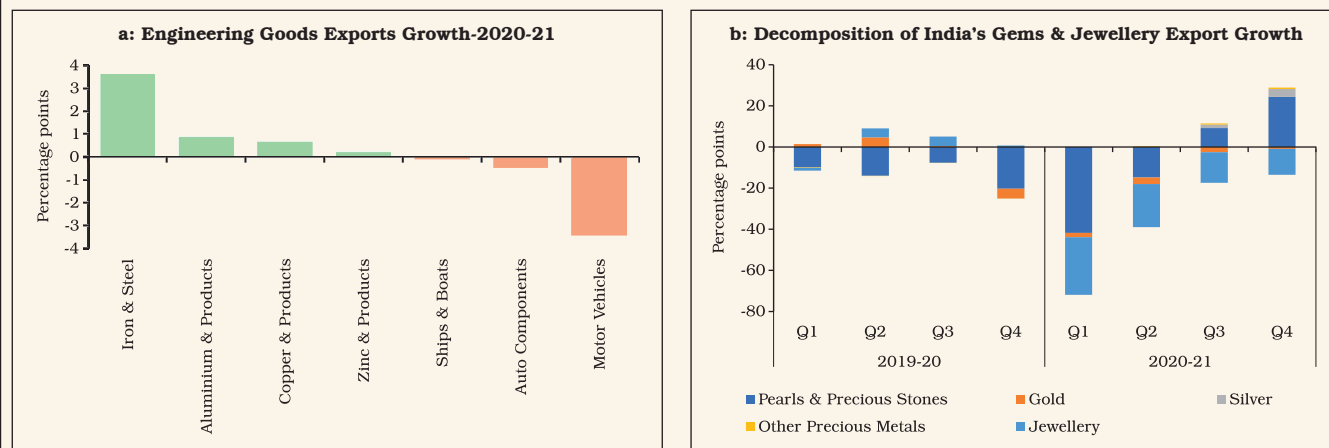 a: Engineering Goods Exports Growth-2020-21
Percentage points
4
3
2
1
0
-1
-2
-3
-4
Iron & Steel
Aluminium & Products
Copper & Products
Zinc & Products
Ships & Boats
Auto Components
Motor Vehicles
b: Decomposition of India's Gems & Jewellery Export Growth
Percentage points
40
20
0
-20
-40
-60
-80
Q1 Q2 Q3 Q4 Q1 Q2 Q3 Q4
2019-20 2020-21
Pearls & Precious Stones Gold Silver
Other Precious Metals Jewellery